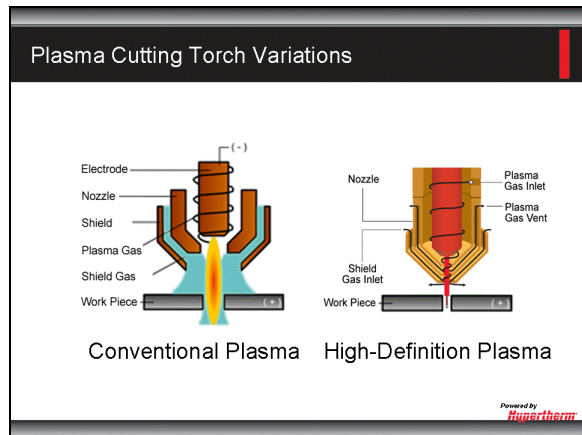 Plasma Cutting Torch Variations
(-)
Electrode
Nozzle
Shield
Plasma Gas
Shield Gas
Work Piece
(+)
Conventional Plasma
Nozzle
Plasma
Gas Inlet
Plasma
Gas Vent
Shield
Gas Inlet
Work Piece
(+)
High-Definition Plasma
Powered by
Hypertherm